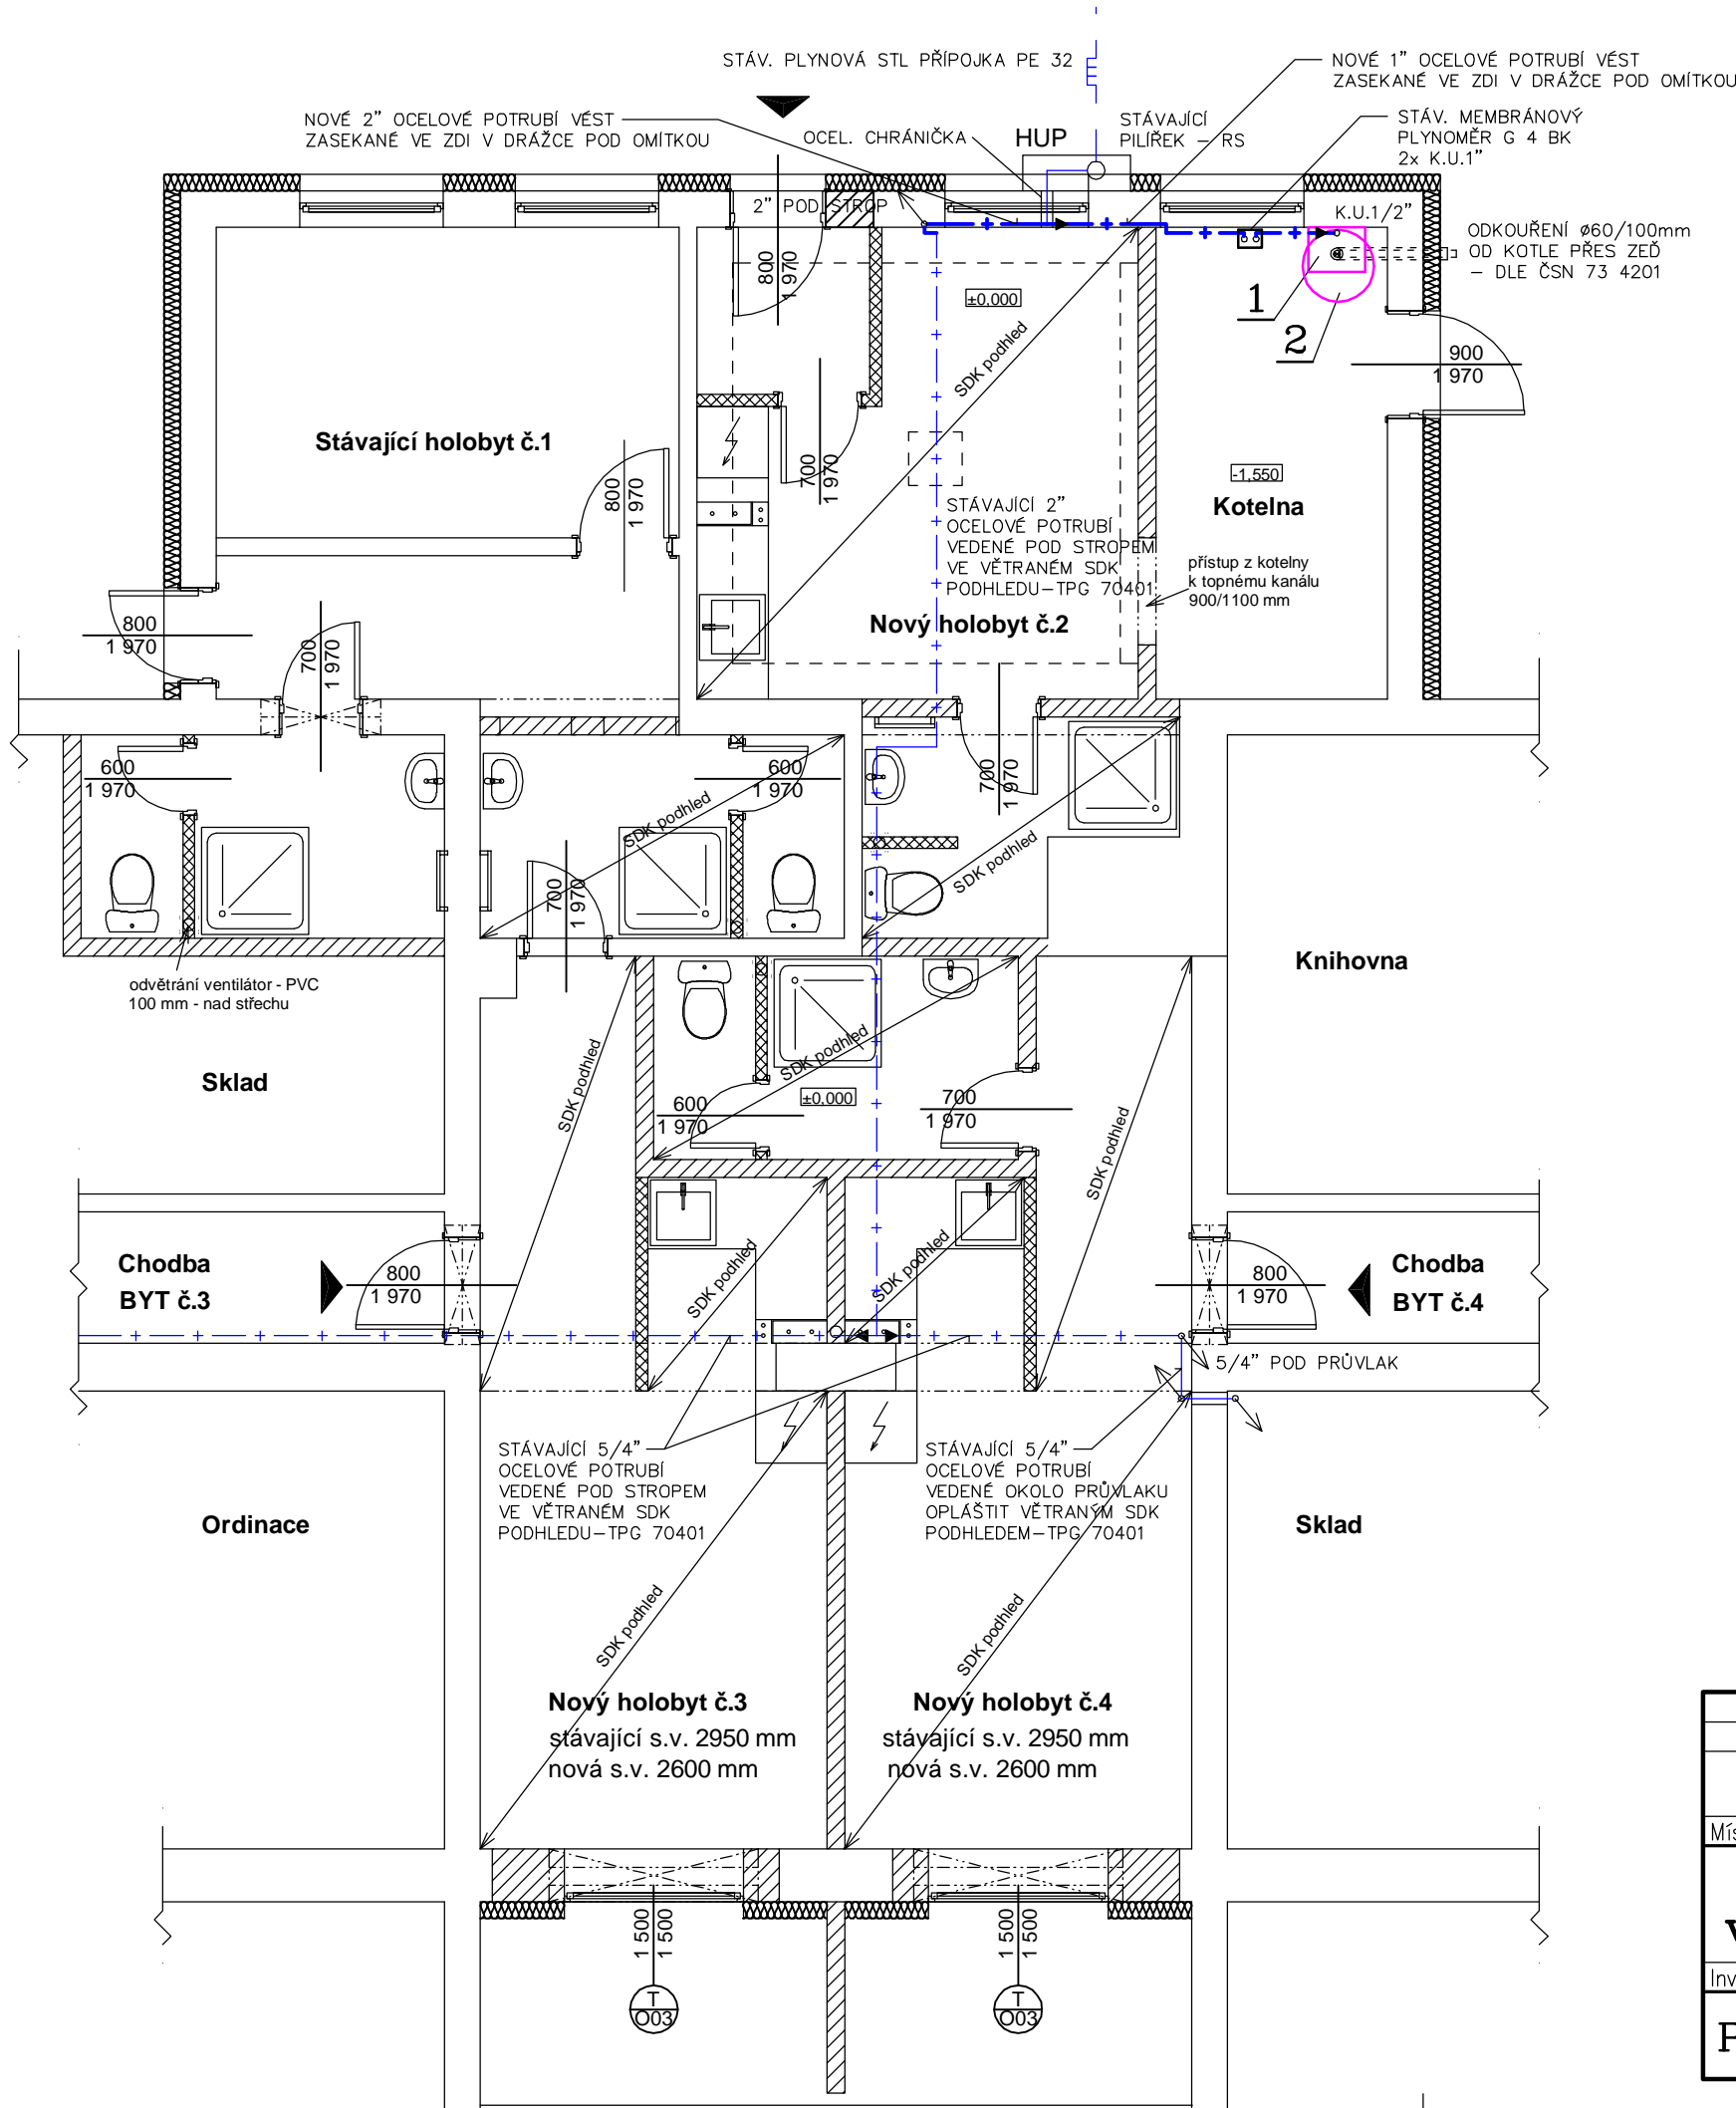 STÁV. PLYNOVÁ STL PŘÍPOJKA PE 32
NOVÉ 1" OCELOVÉ POTRUBÍ VÉST
ZASEKANÉ VE ZDI V DRÁŽCE POD OMÍTKOU
NOVÉ 2" OCELOVÉ POTRUBÍ VÉST
ZASEKANÉ VE ZDI V DRÁŽCE POD OMÍTKOU
OCEL. CHRÁNIČKA
HUP
STÁVAJÍCÍ
PILÍŘEK – RS
STÁV. MEMBRÁNOVÝ
PLYNOMĚR G 4 BK
2x K.U.1"
2" POD STROP
K.U.1/2"
ODKOUŘENÍ ø60/100mm
OD KOTLE PŘES ZEĎ
– DLE ČSN 73 4201
800
1 970
±0,000
1
2
SDK podhled
900
1 970
Stávající holobyt č.1
800
1 970
700
1 970
-1,550
Kotelna
STÁVAJÍCÍ 2"
OCELOVÉ POTRUBÍ
VEDENÉ POD STROPEM
VE VĚTRANÉM SDK
PODHLEDU–TPG 70401
přístup z kotelny
k topnému kanálu
900/1100 mm
Nový holobyt č.2
800
1 970
700
1 970
600
1 970
600
1 970
700
1 970
SDK podhled
SDK podhled
700
1 970
odvětrání ventilátor - PVC
100 mm - nad střechu
Knihovna
Sklad
SDK podhled
SDK podhled
±0,000
600
1 970
700
1 970
SDK podhled
Chodba
BYT č.3
800
1 970
SDK podhled
SDK podhled
800
1 970
Chodba
BYT č.4
5/4" POD PRŮVLAK
STÁVAJÍCÍ 5/4"
OCELOVÉ POTRUBÍ
VEDENÉ POD STROPEM
VE VĚTRANÉM SDK
PODHLEDU–TPG 70401
STÁVAJÍCÍ 5/4"
OCELOVÉ POTRUBÍ
VEDENÉ OKOLO PRŮVLAKU
OPLÁŠTIT VĚTRANÝM SDK
PODHLEDEM–TPG 70401
Ordinace
Sklad
SDK podhled
SDK podhled
Nový holobyt č.3
stávající s.v. 2950 mm
nová s.v. 2600 mm
Nový holobyt č.4
stávající s.v. 2950 mm
nová s.v. 2600 mm
1 500
1 500
1 500
1 500
T
O03
T
O03